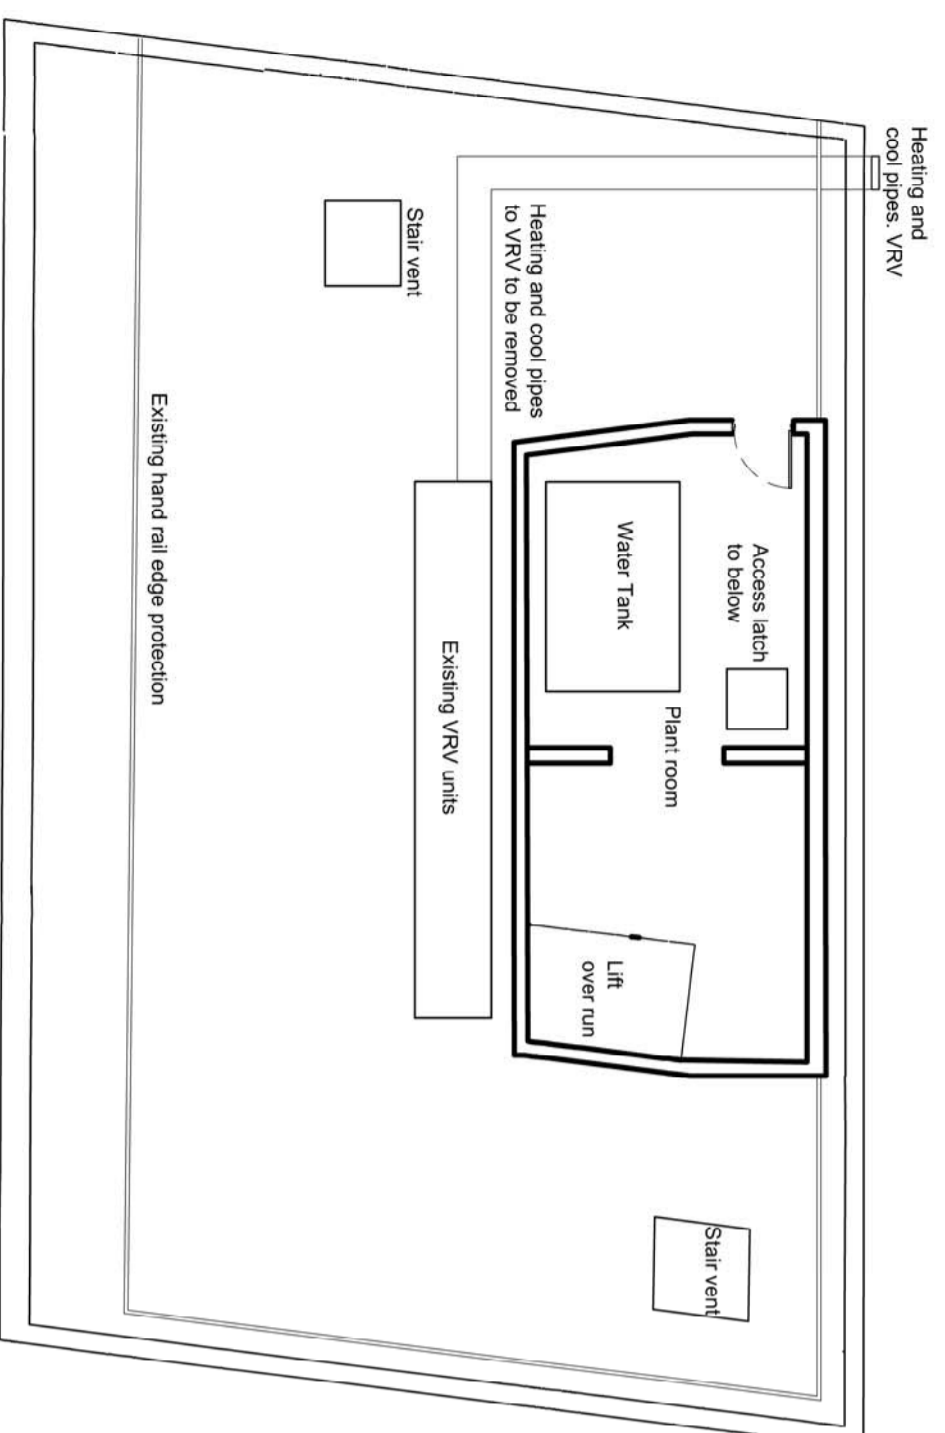 Heating and
cool pipes. VRV
Stair vent
Heating and cool pipes
to VRV to be removed
Existing hand rail edge protection
Water Tank
Access latch
to below
Plant room
Existing VRV units
Lift
over run
Stair vent